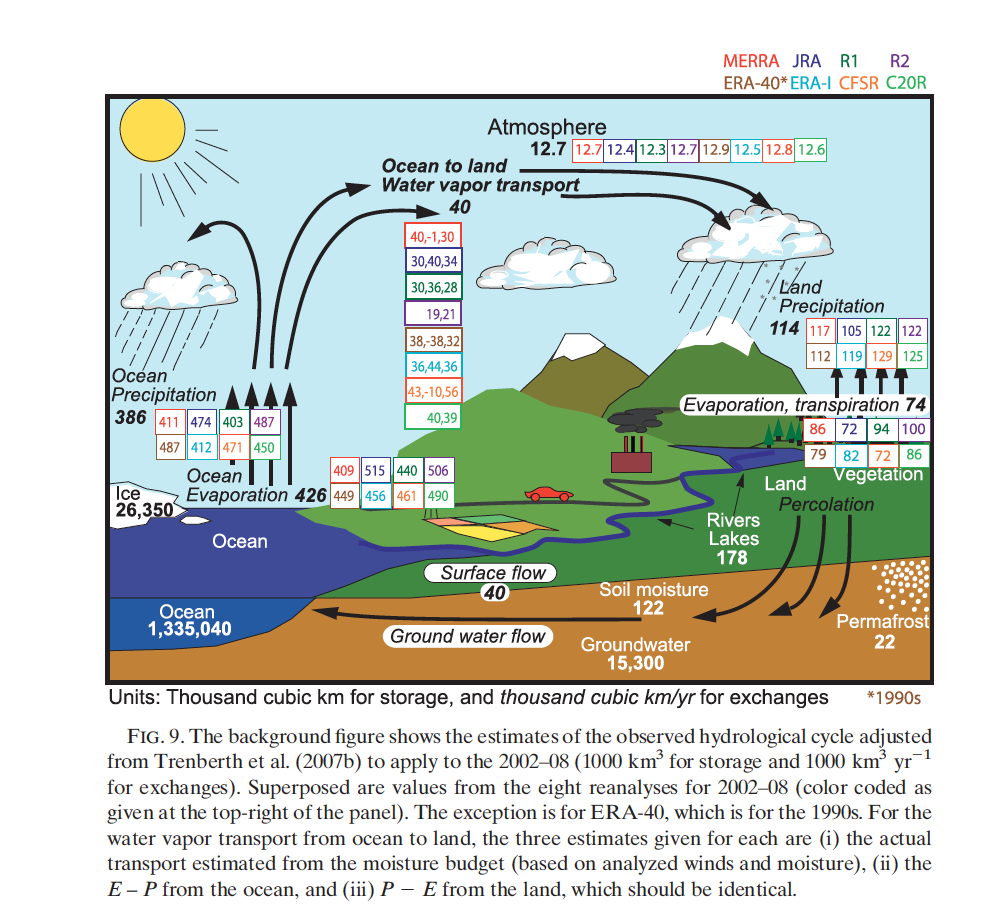 MERRA JRA R1 R2
ERA-40* ERA-I CFSR C20R
Atmosphere
12.7 12.7 12.4 12.3 12.7 12.9 12.5 12.8 12.6
Ocean to land
Water vapor transport
40
40,-1,30
30,40,34
30,36,28
19,21
38,-38,32
36,44,36
43,-10,56
40,39
Land
Precipitation
114 117 105 122 122
112 119 129 125
Ocean
Precipitation
386 411 474 403 487
487 412 471 450
Evaporation, transpiration 74
86 72 94 100
79 82 72 86
Vegetation
Ocean
Evaporation 426 409 515 440 506
449 456 461 490
Ice
26,350
Ocean
Land
Percolation
Rivers
Lakes
178
Surface flow
40
Soil moisture
122
Ocean
1,335,040
Ground water flow
Groundwater
15,300
Permafrost
22
Units: Thousand cubic km for storage, and thousand cubic km/yr for exchanges *1990s
FIG. 9. The background figure shows the estimates of the observed hydrological cycle adjusted
from Trenberth et al. (2007b) to apply to the 2002–08 (1000 km³ for storage and 1000 km³ yr⁻¹
for exchanges). Superposed are values from the eight reanalyses for 2002–08 (color coded as
given at the top-right of the panel). The exception is for ERA-40, which is for the 1990s. For the
water vapor transport from ocean to land, the three estimates given for each are (i) the actual
transport estimated from the moisture budget (based on analyzed winds and moisture), (ii) the
E – P from the ocean, and (iii) P − E from the land, which should be identical.